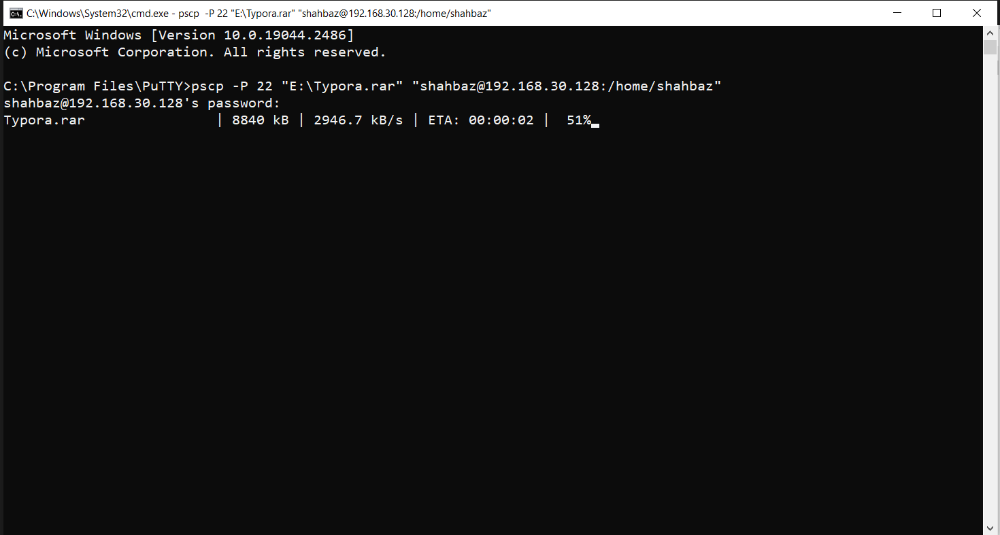 C:\Windows\System32\cmd.exe - pscp  -P 22 "E:\Typora.rar" "shahbaz@192.168.30.128:/home/shahbaz"
Microsoft Windows [Version 10.0.19044.2486]
(c) Microsoft Corporation. All rights reserved.
C:\Program Files\PuTTY>pscp -P 22 "E:\Typora.rar" "shahbaz@192.168.30.128:/home/shahbaz"
shahbaz@192.168.30.128's password:
Typora.rar                | 8840 kB | 2946.7 kB/s | ETA: 00:00:02 |  51%